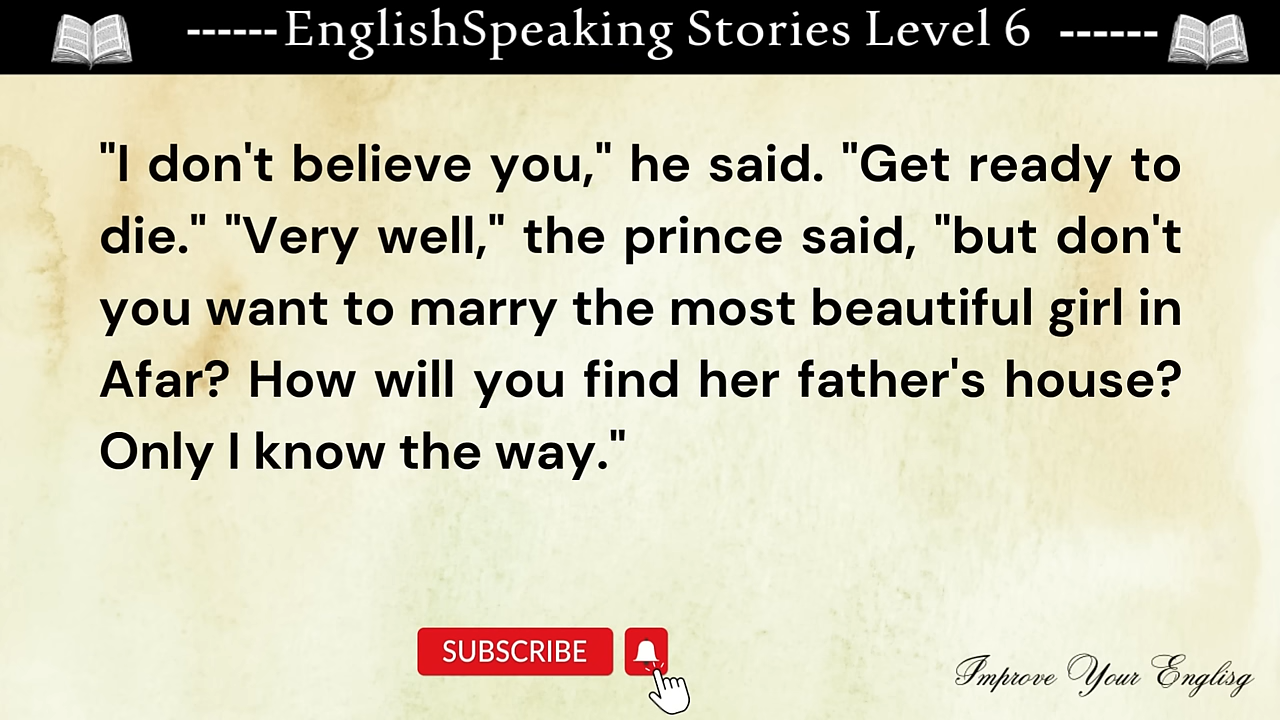 ------EnglishSpeaking Stories Level 6 ------
"I don't believe you," he said. "Get ready to
die." "Very well," the prince said, "but don't
you want to marry the most beautiful girl in
Afar? How will you find her father's house?
Only I know the way."
SUBSCRIBE
Improve Your Englisg